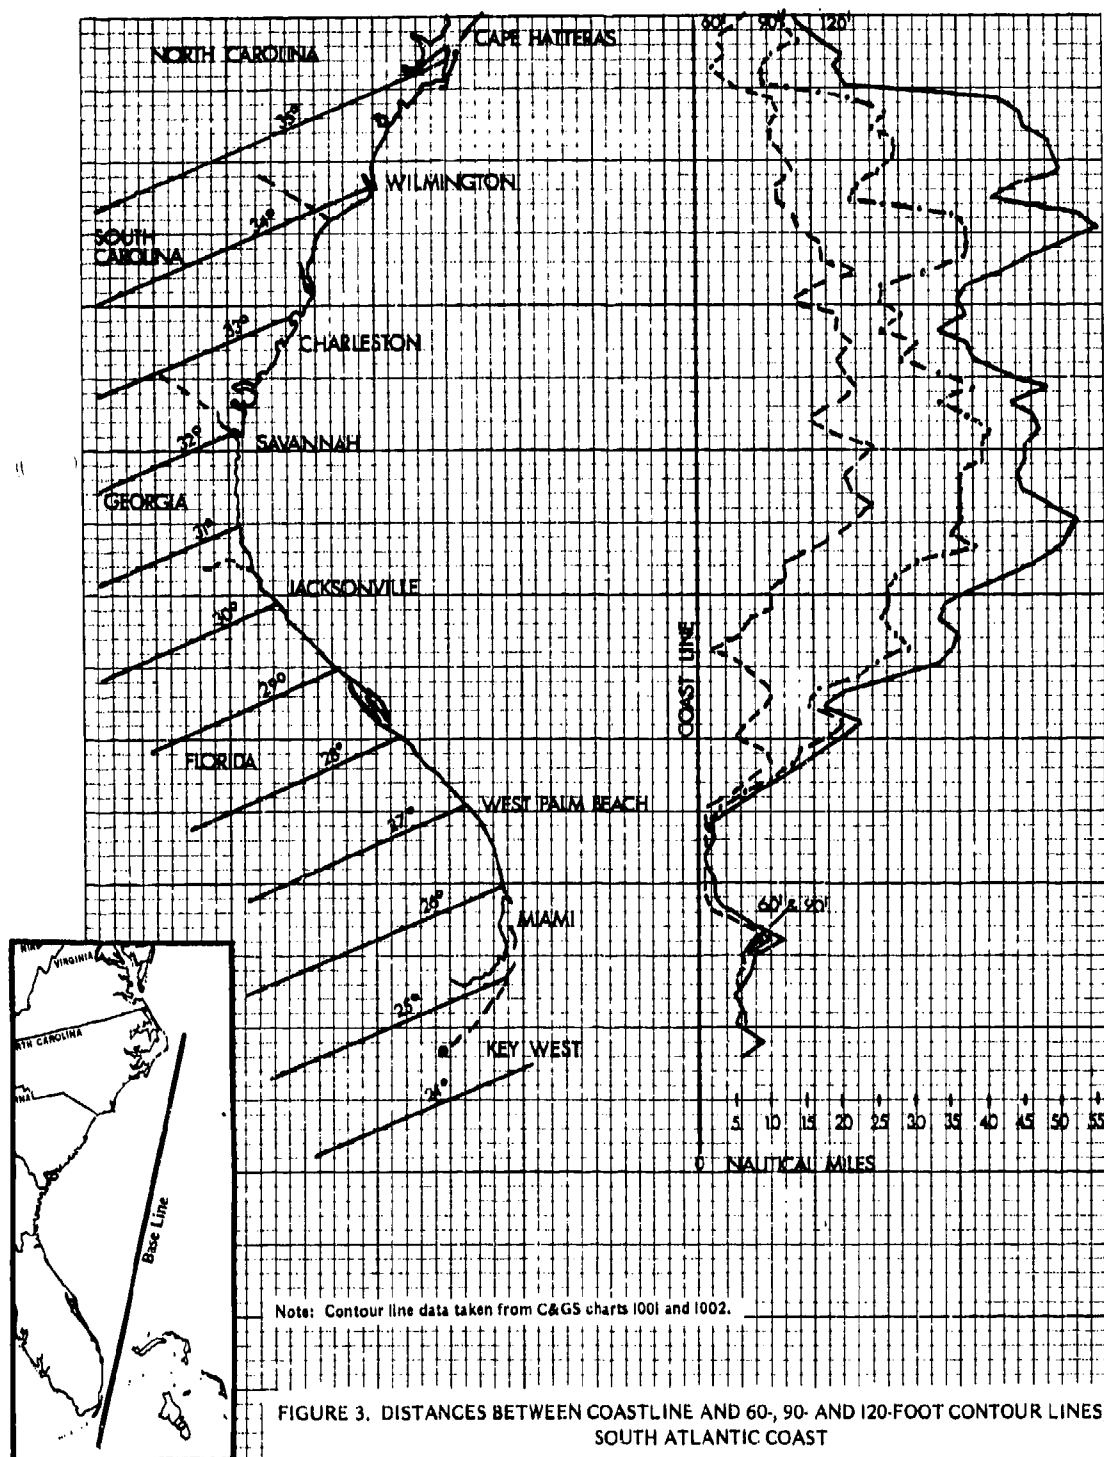 60' 90' 120'
CAPE HATTERAS
NORTH CAROLINA
35°
WILMINGTON
34°
SOUTH
CAROLINA
33°
CHARLESTON
32°
SAVANNAH
GEORGIA
31°
JACKSONVILLE
30°
COAST LINE
29°
FLORIDA
28°
WEST PALM BEACH
27°
26°
60' & 90'
MIAMI
25°
KEY WEST
24°
5 10 15 20 25 30 35 40 45 50 55
0 NAUTICAL MILES
VIRGINIA
RTH CAROLINA
INA
Base Line
Note: Contour line data taken from C&GS charts 1001 and 1002.
FIGURE 3. DISTANCES BETWEEN COASTLINE AND 60-, 90- AND 120-FOOT CONTOUR LINES
SOUTH ATLANTIC COAST